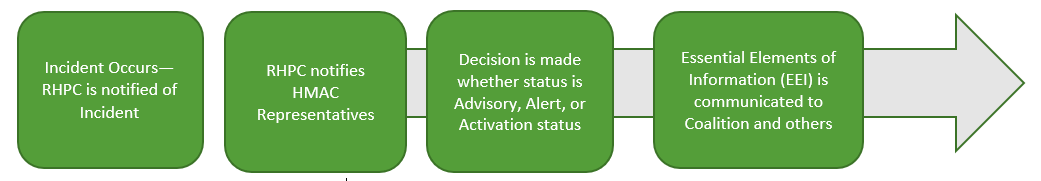 Incident Occurs—
RHPC is notified of
Incident
RHPC notifies
HMAC
Representatives
Decision is made
whether status is
Advisory, Alert, or
Activation status
Essential Elements of
Information (EEI) is
communicated to
Coalition and others